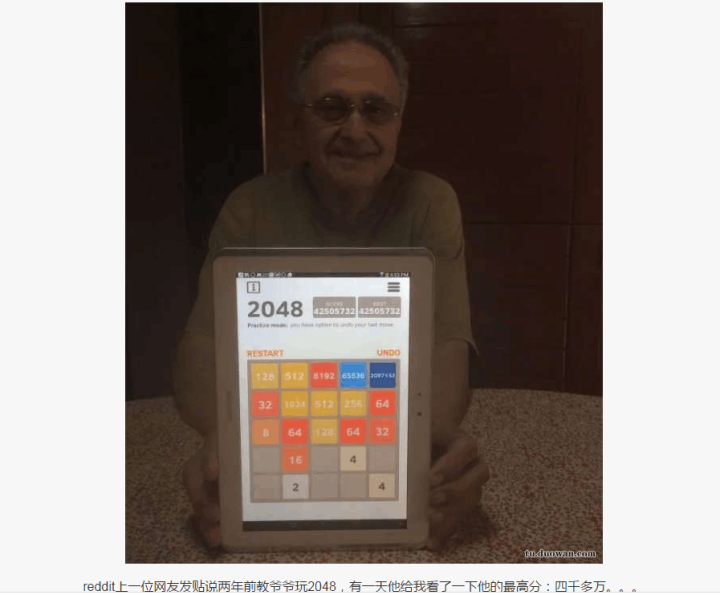 2048
SCORE
BEST
42505732
42505732
Practice mode: you have option to undo your last move.
RESTART
UNDO
128 512 8192 65536 2097152
32 1024 512 256 64
8 64 128 64 32
16 4
2 4
tu.duowan.com
reddit上一位网友发贴说两年前教爷爷玩2048，有一天他给我看了一下他的最高分：四千多万。。。